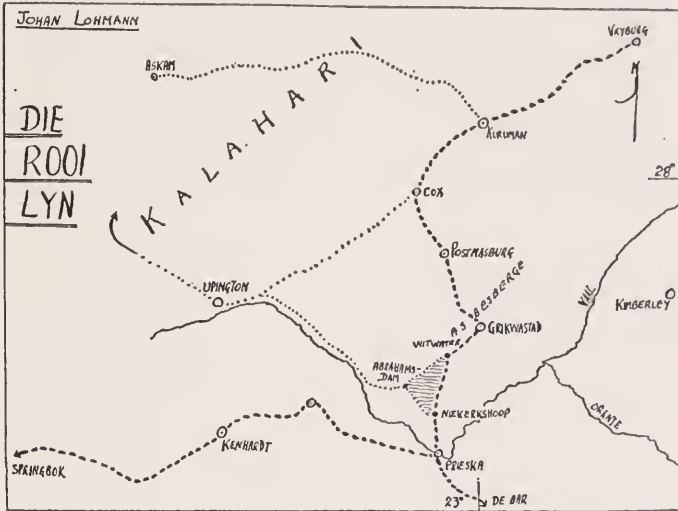 JOHAN LOHMANN
DIE
ROOI
LYN
KALAHARI
ASKAM
VRYBURG
N
KURUMAN
28°
COX
POSTMASBURG
UPINGTON
ASBESBERGE
VAAL
KIMBERLEY
GRIKWASTAD
WITWATER
ABRAHAMS-
DAM
NIEKERKSHOOP
ORANJE
KENHARDT
PRIESKA
SPRINGBOK
23°
DE AAR